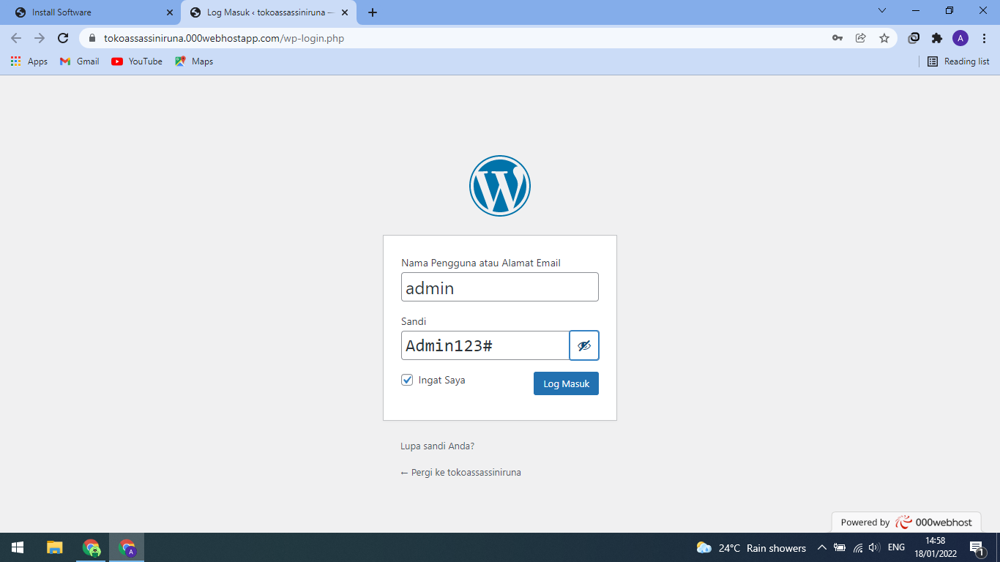 Install Software
Log Masuk ‹ tokoassassiniruna —
tokoassassiniruna.000webhostapp.com/wp-login.php
A
Apps
Gmail
YouTube
Maps
Reading list
Nama Pengguna atau Alamat Email
admin
Sandi
Admin123#
Ingat Saya
Log Masuk
Lupa sandi Anda?
← Pergi ke tokoassassiniruna
Powered by 000webhost
A
24°C Rain showers
ENG
14:58
18/01/2022
1